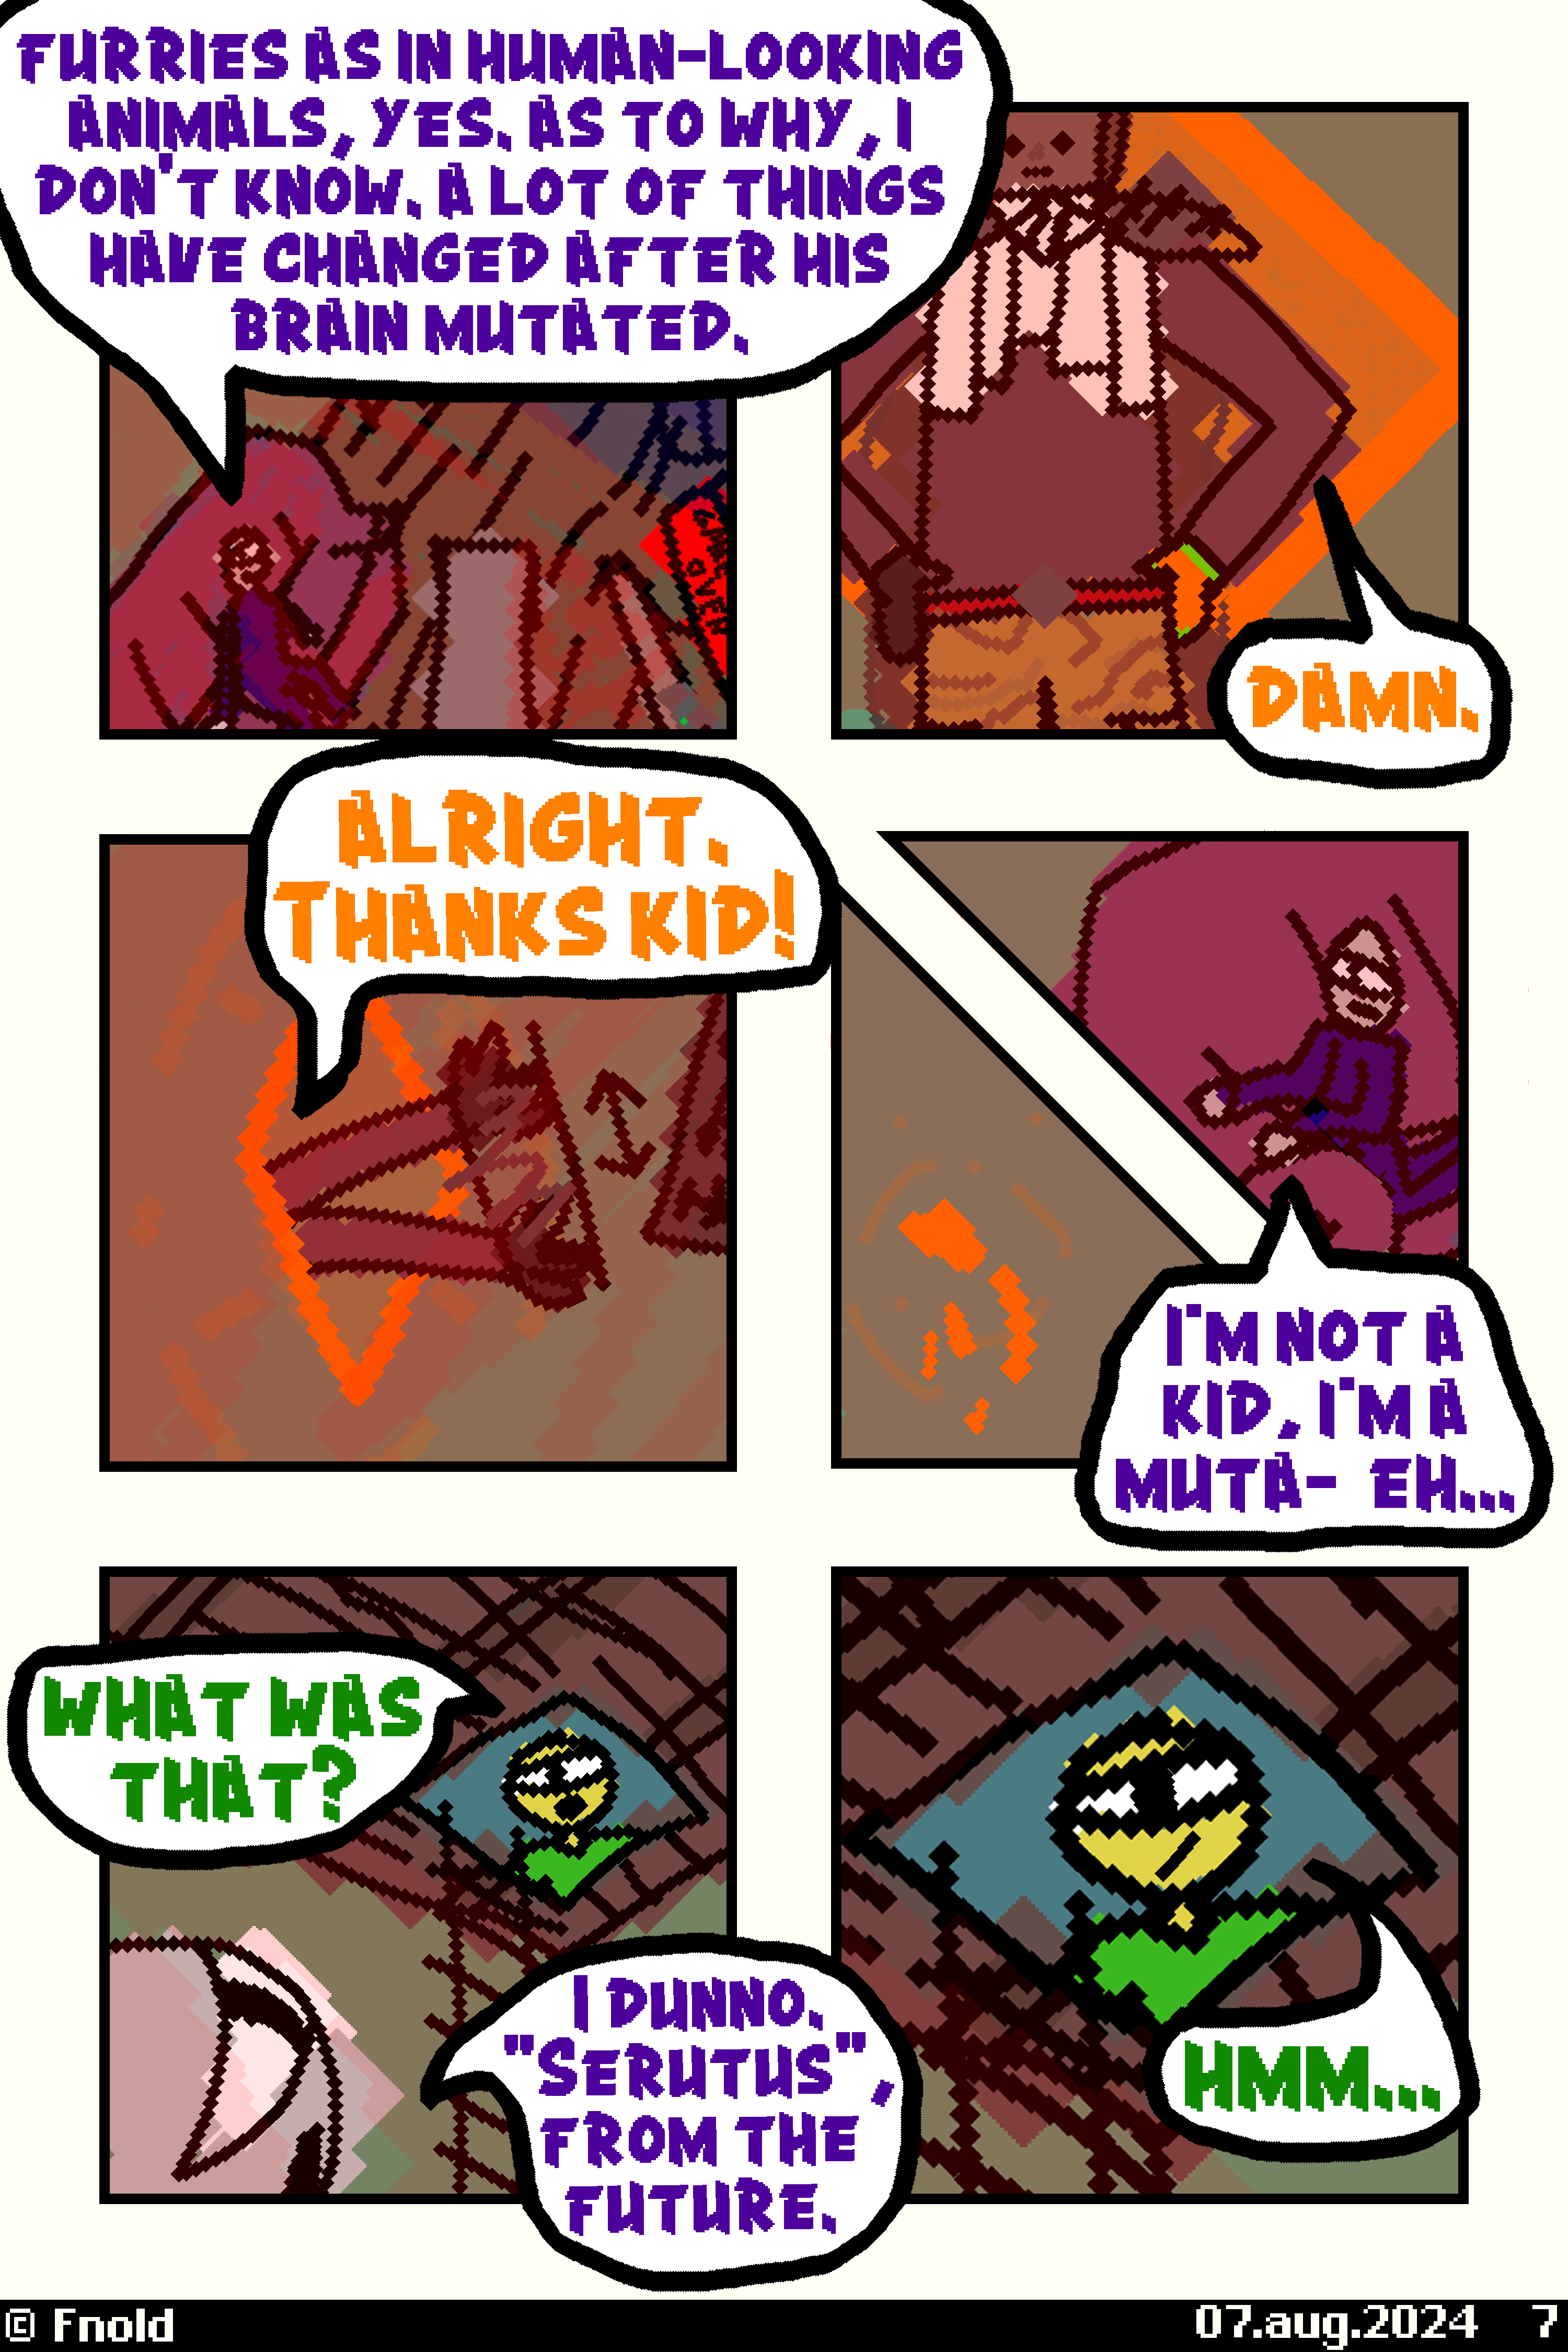 FURRIES AS IN HUMAN-LOOKING
ANIMALS, YES. AS TO WHY, I
DON'T KNOW. A LOT OF THINGS
HAVE CHANGED AFTER HIS
BRAIN MUTATED.
DAMN.
ALRIGHT.
THANKS KID!
I'M NOT A
KID, I'M A
MUTA- EH...
WHAT WAS
THAT?
I DUNNO.
"SERUTUS",
FROM THE
FUTURE.
HMM...
© Fnold
07.aug.2024 7